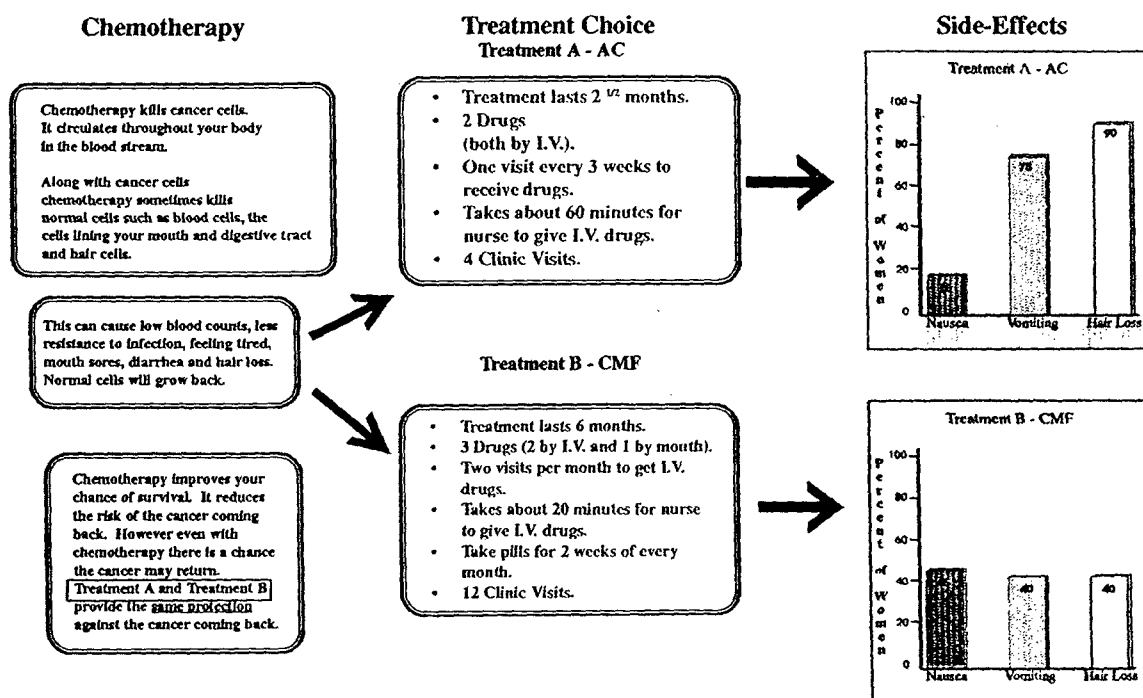 Chemotherapy
Chemotherapy kills cancer cells.
It circulates throughout your body
in the blood stream.
Along with cancer cells
chemotherapy sometimes kills
normal cells such as blood cells, the
cells lining your mouth and digestive tract
and hair cells.
This can cause low blood counts, less
resistance to infection, feeling tired,
mouth sores, diarrhea and hair loss.
Normal cells will grow back.
Chemotherapy improves your
chance of survival. It reduces
the risk of the cancer coming
back. However even with
chemotherapy there is a chance
the cancer may return.
Treatment A and Treatment B
provide the same protection
against the cancer coming back.
Treatment Choice
Treatment A - AC
• Treatment lasts 2 1/2 months.
• 2 Drugs
(both by I.V.).
• One visit every 3 weeks to
receive drugs.
• Takes about 60 minutes for
nurse to give I.V. drugs.
• 4 Clinic Visits.
Treatment B - CMF
• Treatment lasts 6 months.
• 3 Drugs (2 by I.V. and 1 by mouth).
• Two visits per month to get I.V.
drugs.
• Takes about 20 minutes for nurse
to give I.V. drugs.
• Take pills for 2 weeks of every
month.
• 12 Clinic Visits.
Side-Effects
Treatment A - AC
Percent of Women
100
80
60
40
20
0
75
90
Nausea Vomiting Hair Loss
Treatment B - CMF
Percent of Women
100
80
60
40
20
0
40
40
Nausea Vomiting Hair Loss